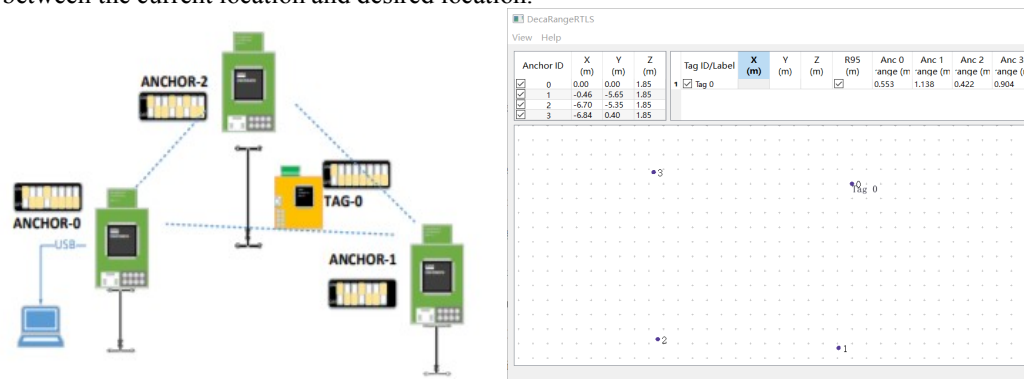 between the current location and desired location.
ANCHOR-2
ANCHOR-0
USB
TAG-0
ANCHOR-1
DecaRangeRTLS
View Help
Anchor ID X (m) Y (m) Z (m)
0 0.00 0.00 1.85
1 -0.46 -5.65 1.85
2 -6.70 -5.35 1.85
3 -6.84 0.40 1.85
Tag ID/Label X (m) Y (m) Z (m) R95 (m) Anc 0 range (m Anc 1 range (m Anc 2 range (m Anc 3 range (
1 Tag 0 0.553 1.138 0.422 0.904
3
0
Tag 0
2
1